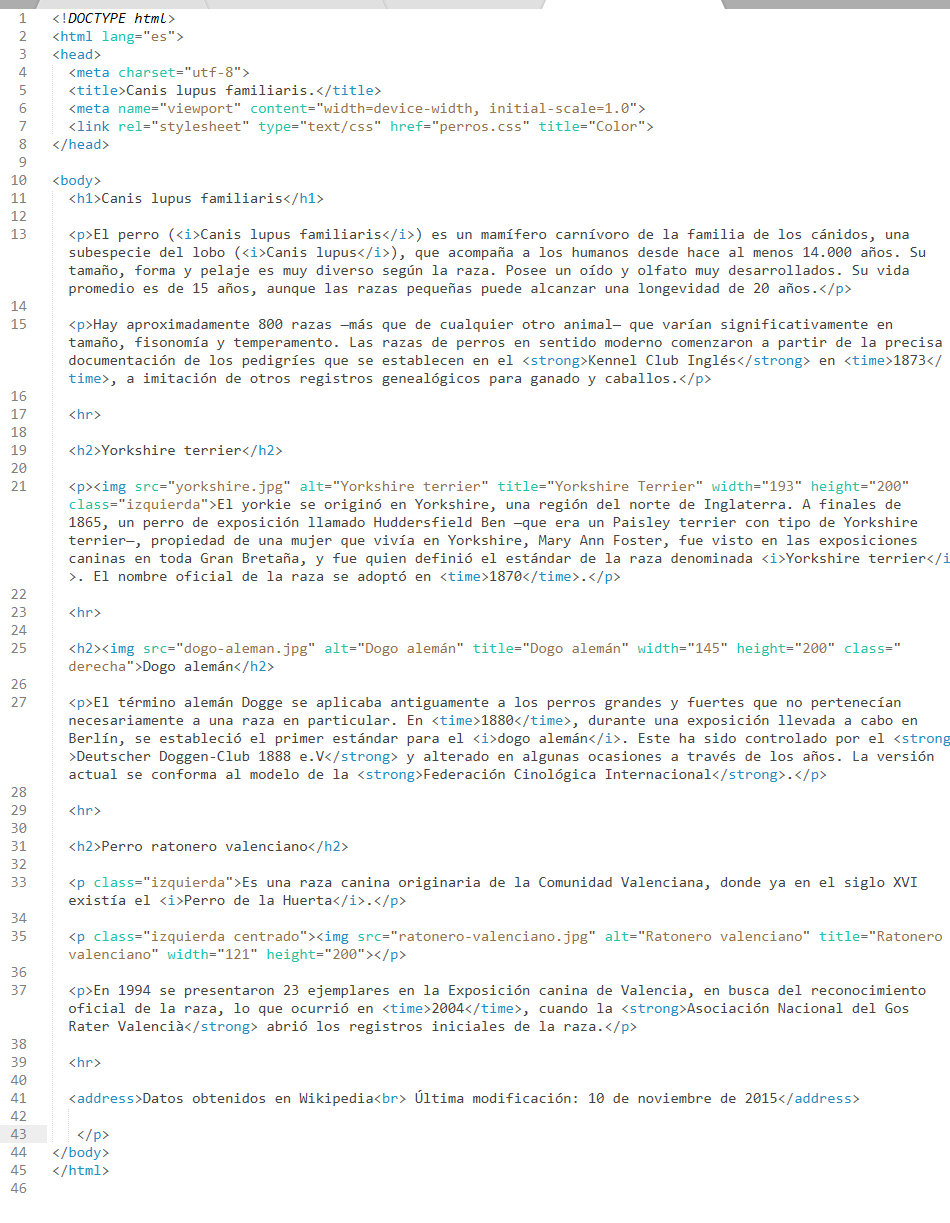 1 <!DOCTYPE html>
2 <html lang="es">
3 <head>
4 <meta charset="utf-8">
5 <title>Canis lupus familiaris.</title>
6 <meta name="viewport" content="width=device-width, initial-scale=1.0">
7 <link rel="stylesheet" type="text/css" href="perros.css" title="Color">
8 </head>
9
10 <body>
11 <h1>Canis lupus familiaris</h1>
12
13 <p>El perro (<i>Canis lupus familiaris</i>) es un mamífero carnívoro de la familia de los cánidos, una
subespecie del lobo (<i>Canis lupus</i>), que acompaña a los humanos desde hace al menos 14.000 años. Su
tamaño, forma y pelaje es muy diverso según la raza. Posee un oído y olfato muy desarrollados. Su vida
promedio es de 15 años, aunque las razas pequeñas puede alcanzar una longevidad de 20 años.</p>
14
15 <p>Hay aproximadamente 800 razas —más que de cualquier otro animal— que varían significativamente en
tamaño, fisonomía y temperamento. Las razas de perros en sentido moderno comenzaron a partir de la precisa
documentación de los pedigríes que se establecen en el <strong>Kennel Club Inglés</strong> en <time>1873</
time>, a imitación de otros registros genealógicos para ganado y caballos.</p>
16
17 <hr>
18
19 <h2>Yorkshire terrier</h2>
20
21 <p><img src="yorkshire.jpg" alt="Yorkshire terrier" title="Yorkshire Terrier" width="193" height="200"
class="izquierda">El yorkie se originó en Yorkshire, una región del norte de Inglaterra. A finales de
1865, un perro de exposición llamado Huddersfield Ben —que era un Paisley terrier con tipo de Yorkshire
terrier—, propiedad de una mujer que vivía en Yorkshire, Mary Ann Foster, fue visto en las exposiciones
caninas en toda Gran Bretaña, y fue quien definió el estándar de la raza denominada <i>Yorkshire terrier</i
>. El nombre oficial de la raza se adoptó en <time>1870</time>.</p>
22
23 <hr>
24
25 <h2><img src="dogo-aleman.jpg" alt="Dogo alemán" title="Dogo alemán" width="145" height="200" class="
derecha">Dogo alemán</h2>
26
27 <p>El término alemán Dogge se aplicaba antiguamente a los perros grandes y fuertes que no pertenecían
necesariamente a una raza en particular. En <time>1880</time>, durante una exposición llevada a cabo en
Berlín, se estableció el primer estándar para el <i>dogo alemán</i>. Este ha sido controlado por el <strong
>Deutscher Doggen-Club 1888 e.V</strong> y alterado en algunas ocasiones a través de los años. La versión
actual se conforma al modelo de la <strong>Federación Cinológica Internacional</strong>.</p>
28
29 <hr>
30
31 <h2>Perro ratonero valenciano</h2>
32
33 <p class="izquierda">Es una raza canina originaria de la Comunidad Valenciana, donde ya en el siglo XVI
existía el <i>Perro de la Huerta</i>.</p>
34
35 <p class="izquierda centrado"><img src="ratonero-valenciano.jpg" alt="Ratonero valenciano" title="Ratonero
valenciano" width="121" height="200"></p>
36
37 <p>En 1994 se presentaron 23 ejemplares en la Exposición canina de Valencia, en busca del reconocimiento
oficial de la raza, lo que ocurrió en <time>2004</time>, cuando la <strong>Asociación Nacional del Gos
Rater Valencià</strong> abrió los registros iniciales de la raza.</p>
38
39 <hr>
40
41 <address>Datos obtenidos en Wikipedia<br> Última modificación: 10 de noviembre de 2015</address>
42
43 </p>
44 </body>
45 </html>
46